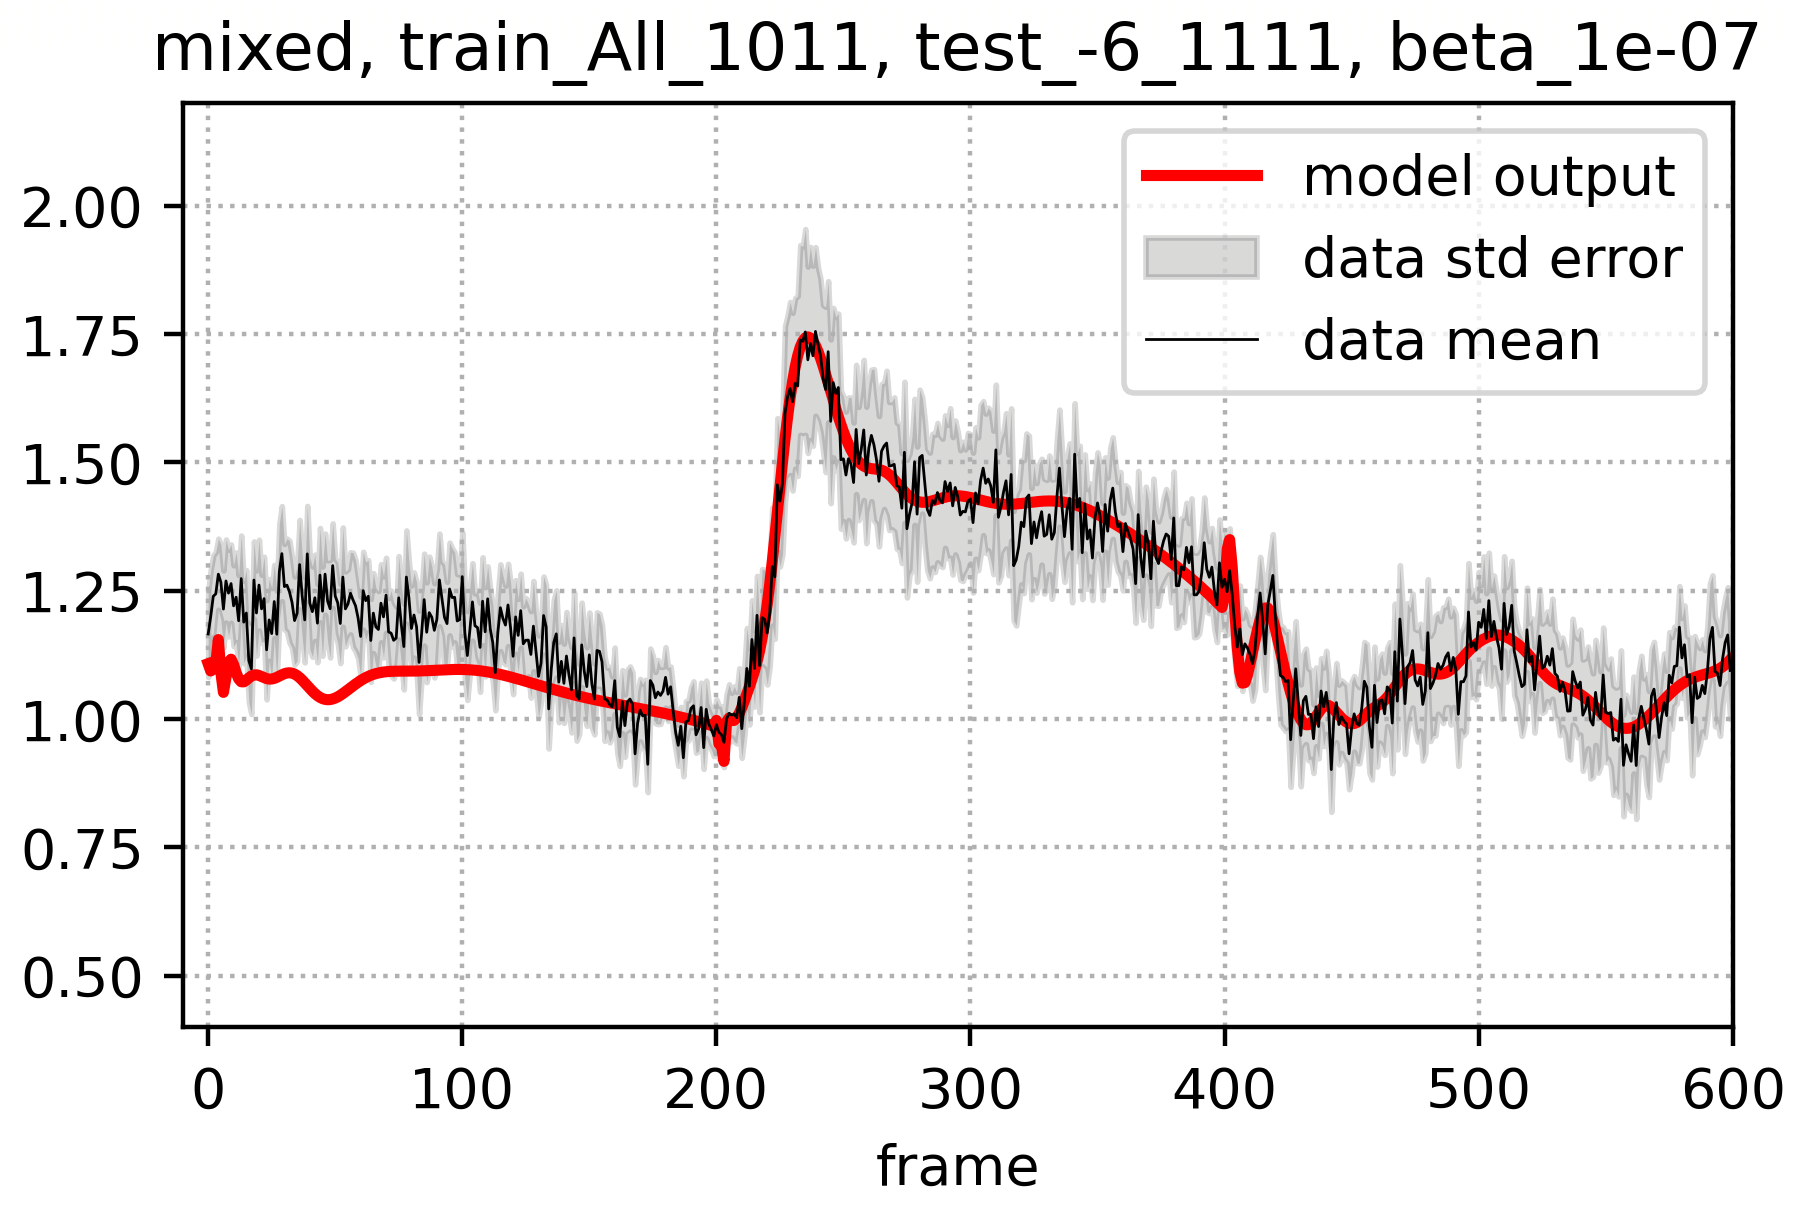 mixed, train_All_1011, test_-6_1111, beta_1e-07
model output
data std error
data mean
2.00
1.75
1.50
1.25
1.00
0.75
0.50
0 100 200 300 400 500 600
frame